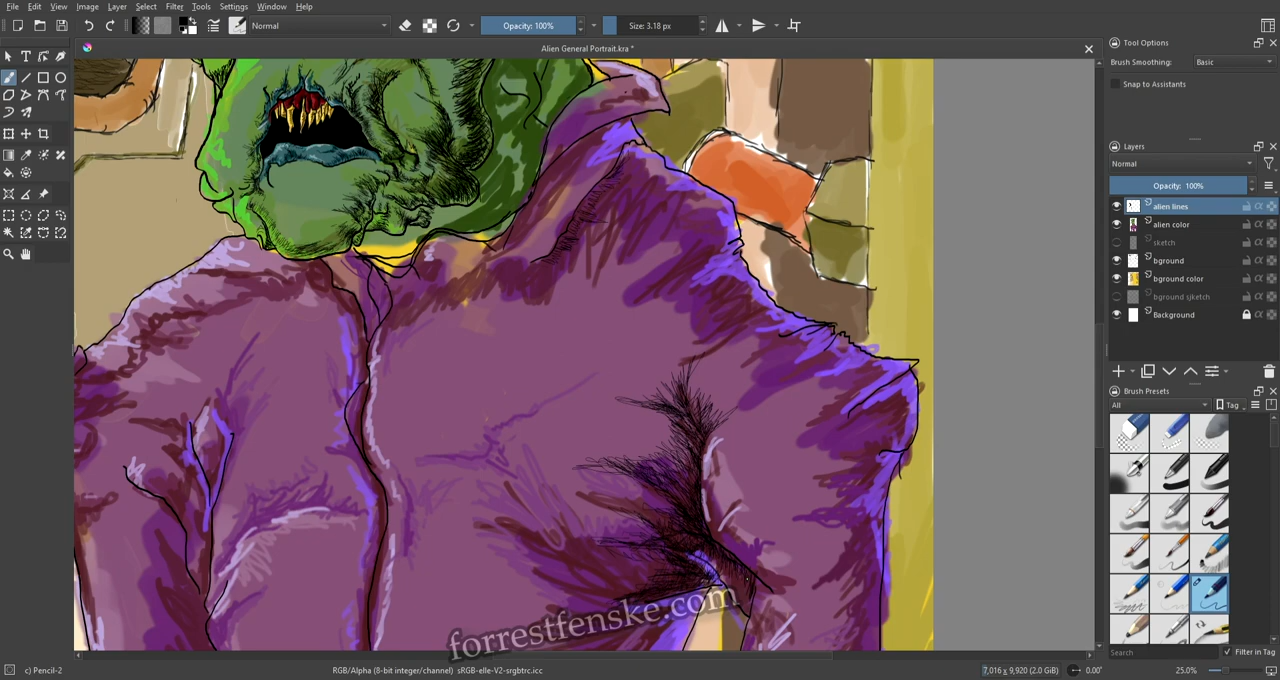 File Edit View Image Layer Select Filter Tools Settings Window Help
Normal
Opacity: 100%
Size: 3.18 px
Alien General Portrait.kra *
Tool Options
Brush Smoothing: Basic
Snap to Assistants
Layers
Normal
Opacity: 100%
alien lines
alien color
sketch
bground
bground color
bground sjketch
Background
Brush Presets
All
Tag
forrestfenske.com
Search
Filter in Tag
c) Pencil-2
RGB/Alpha (8-bit integer/channel) sRGB-elle-V2-srgbtrc.icc
7,016 x 9,920 (2.0 GiB)
0.00°
25.0%